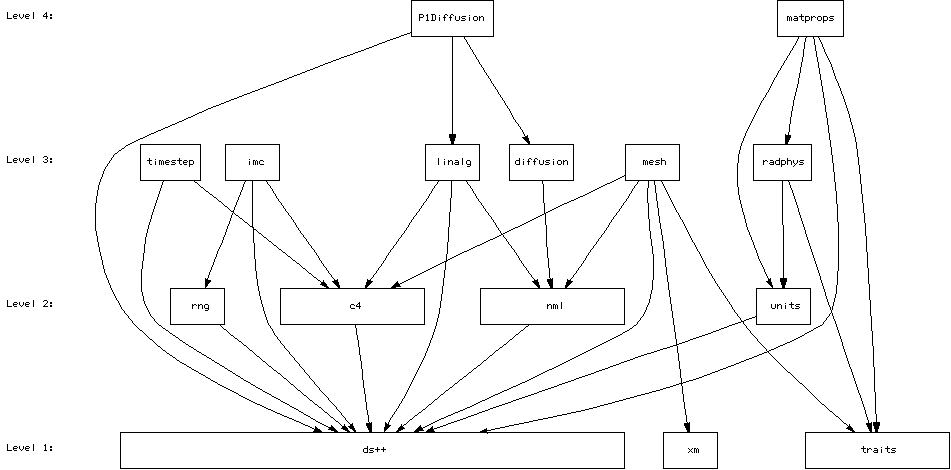 Level 4:
P1Diffusion
matprops
Level 3:
timestep
imc
linalg
diffusion
mesh
radphys
Level 2:
rng
c4
nml
units
Level 1:
ds++
xm
traits